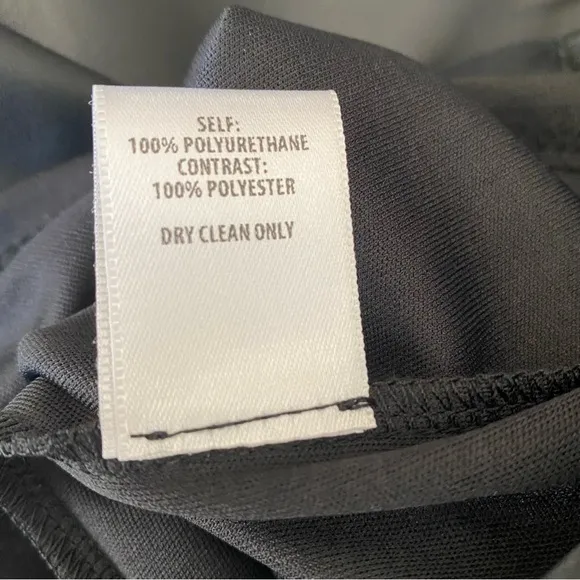 SELF:
100% POLYURETHANE
CONTRAST:
100% POLYESTER
DRY CLEAN ONLY